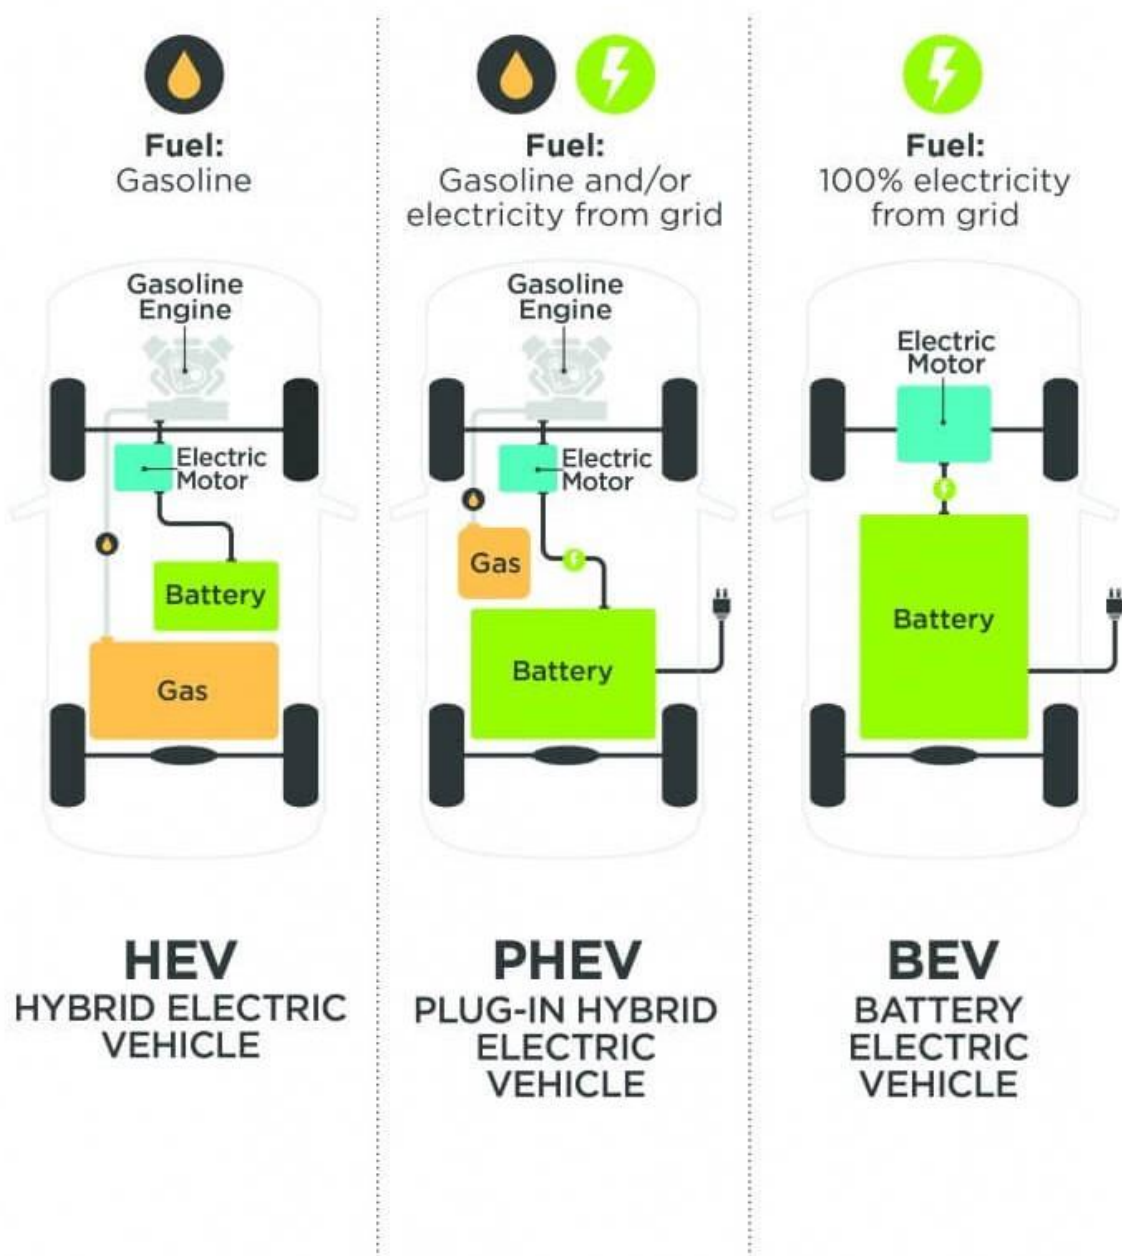 Fuel:
Gasoline
Gasoline
Engine
Electric
Motor
Battery
Gas
HEV
HYBRID ELECTRIC
VEHICLE
Fuel:
Gasoline and/or
electricity from grid
Gasoline
Engine
Electric
Motor
Gas
Battery
PHEV
PLUG-IN HYBRID
ELECTRIC
VEHICLE
Fuel:
100% electricity
from grid
Electric
Motor
Battery
BEV
BATTERY
ELECTRIC
VEHICLE